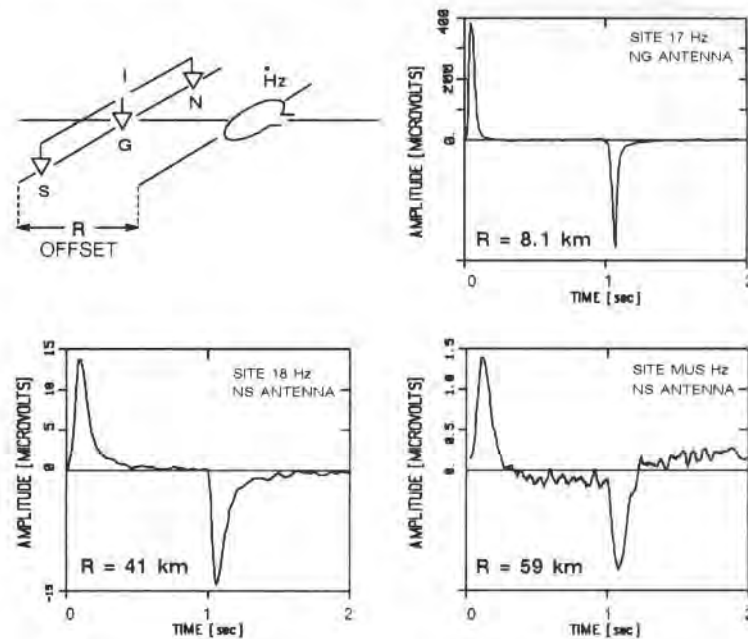 I
N
Hz
G
S
R
OFFSET
SITE 17 Hz
NG ANTENNA
AMPLITUDE [MICROVOLTS]
400
200
0.
R = 8.1 km
0
1
2
TIME [sec]
SITE 18 Hz
NS ANTENNA
AMPLITUDE [MICROVOLTS]
15
10
5
0
-15
R = 41 km
0
1
2
TIME [sec]
SITE MUS Hz
NS ANTENNA
AMPLITUDE [MICROVOLTS]
1.5
1.0
0.5
0
R = 59 km
0
1
2
TIME [sec]